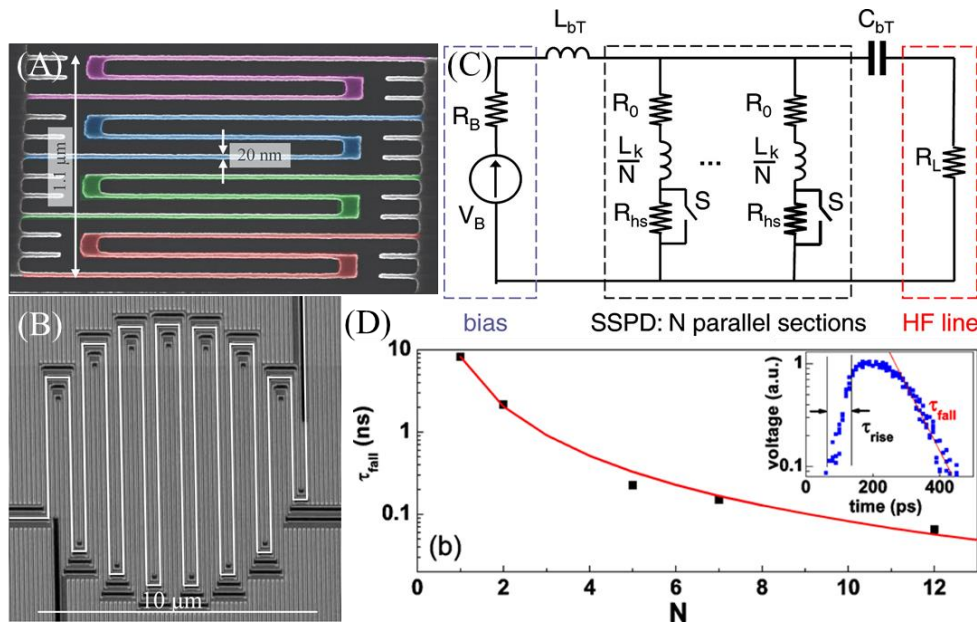 (A)
1.1 μm
20 nm
(B)
10 μm
(C)
L_bT
C_bT
R_B
V_B
R_0
L_k
N
R_hs
S
...
R_0
L_k
N
R_hs
S
R_L
bias
SSPD: N parallel sections
HF line
(D)
τ_fall (ns)
10
1
0.1
0
2
4
6
8
10
12
N
(b)
voltage (a.u.)
1
0.1
τ_rise
τ_fall
0
200
400
time (ps)